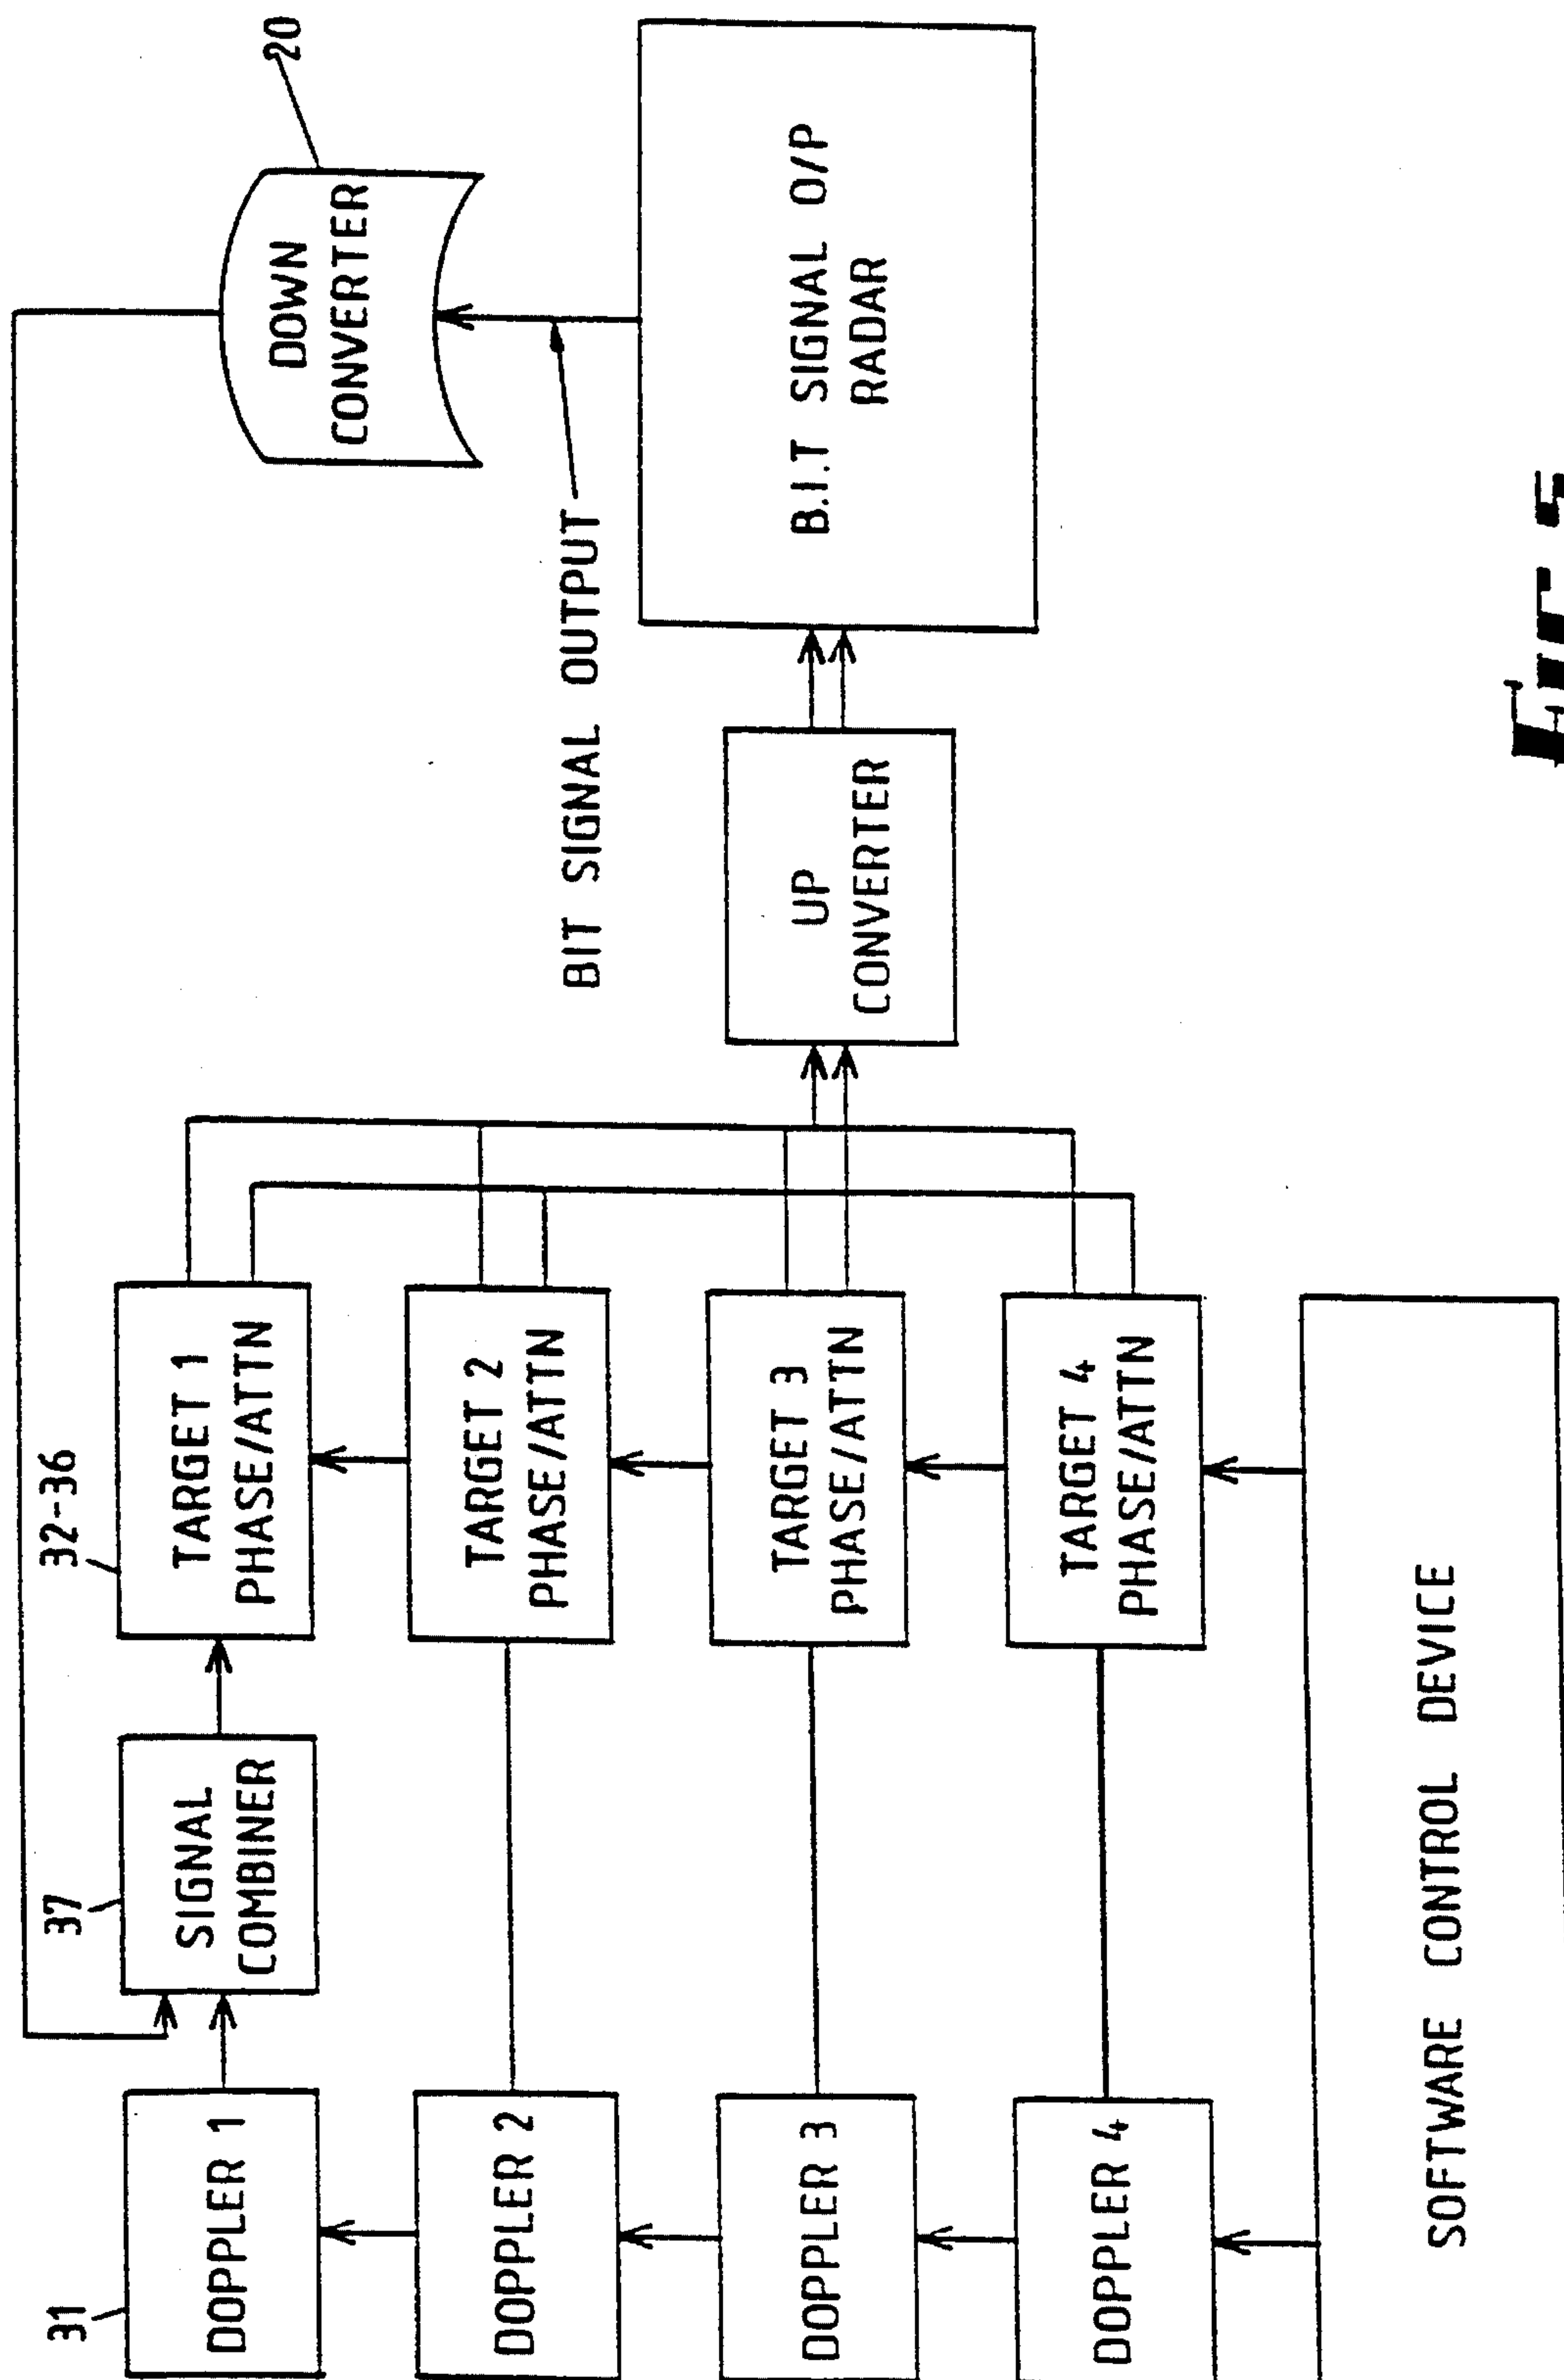 31
DOPPLER 1
37
SIGNAL
COMBINER
32-36
TARGET 1
PHASE/ATTN
DOWN
CONVERTER
20
DOPPLER 2
TARGET 2
PHASE/ATTN
BIT SIGNAL OUTPUT
DOPPLER 3
TARGET 3
PHASE/ATTN
UP
CONVERTER
B.I.T SIGNAL O/P
RADAR
DOPPLER 4
TARGET 4
PHASE/ATTN
SOFTWARE CONTROL DEVICE